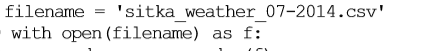 filename = 'sitka_weather_07-2014.csv'
with open(filename) as f: